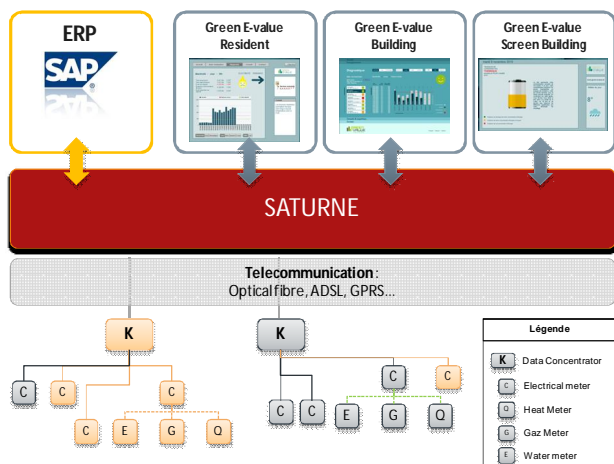 ERP
SAP
Green E-value
Resident
Green E-value
Building
Green E-value
Screen Building
SATURNE
Telecommunication :
Optical fibre, ADSL, GPRS...
K
K
C
C
C
C
C
C
C
C
E
G
Q
E
G
Q
Légende
K Data Concentrator
C Electrical meter
Q Heat Meter
G Gaz Meter
E Water meter